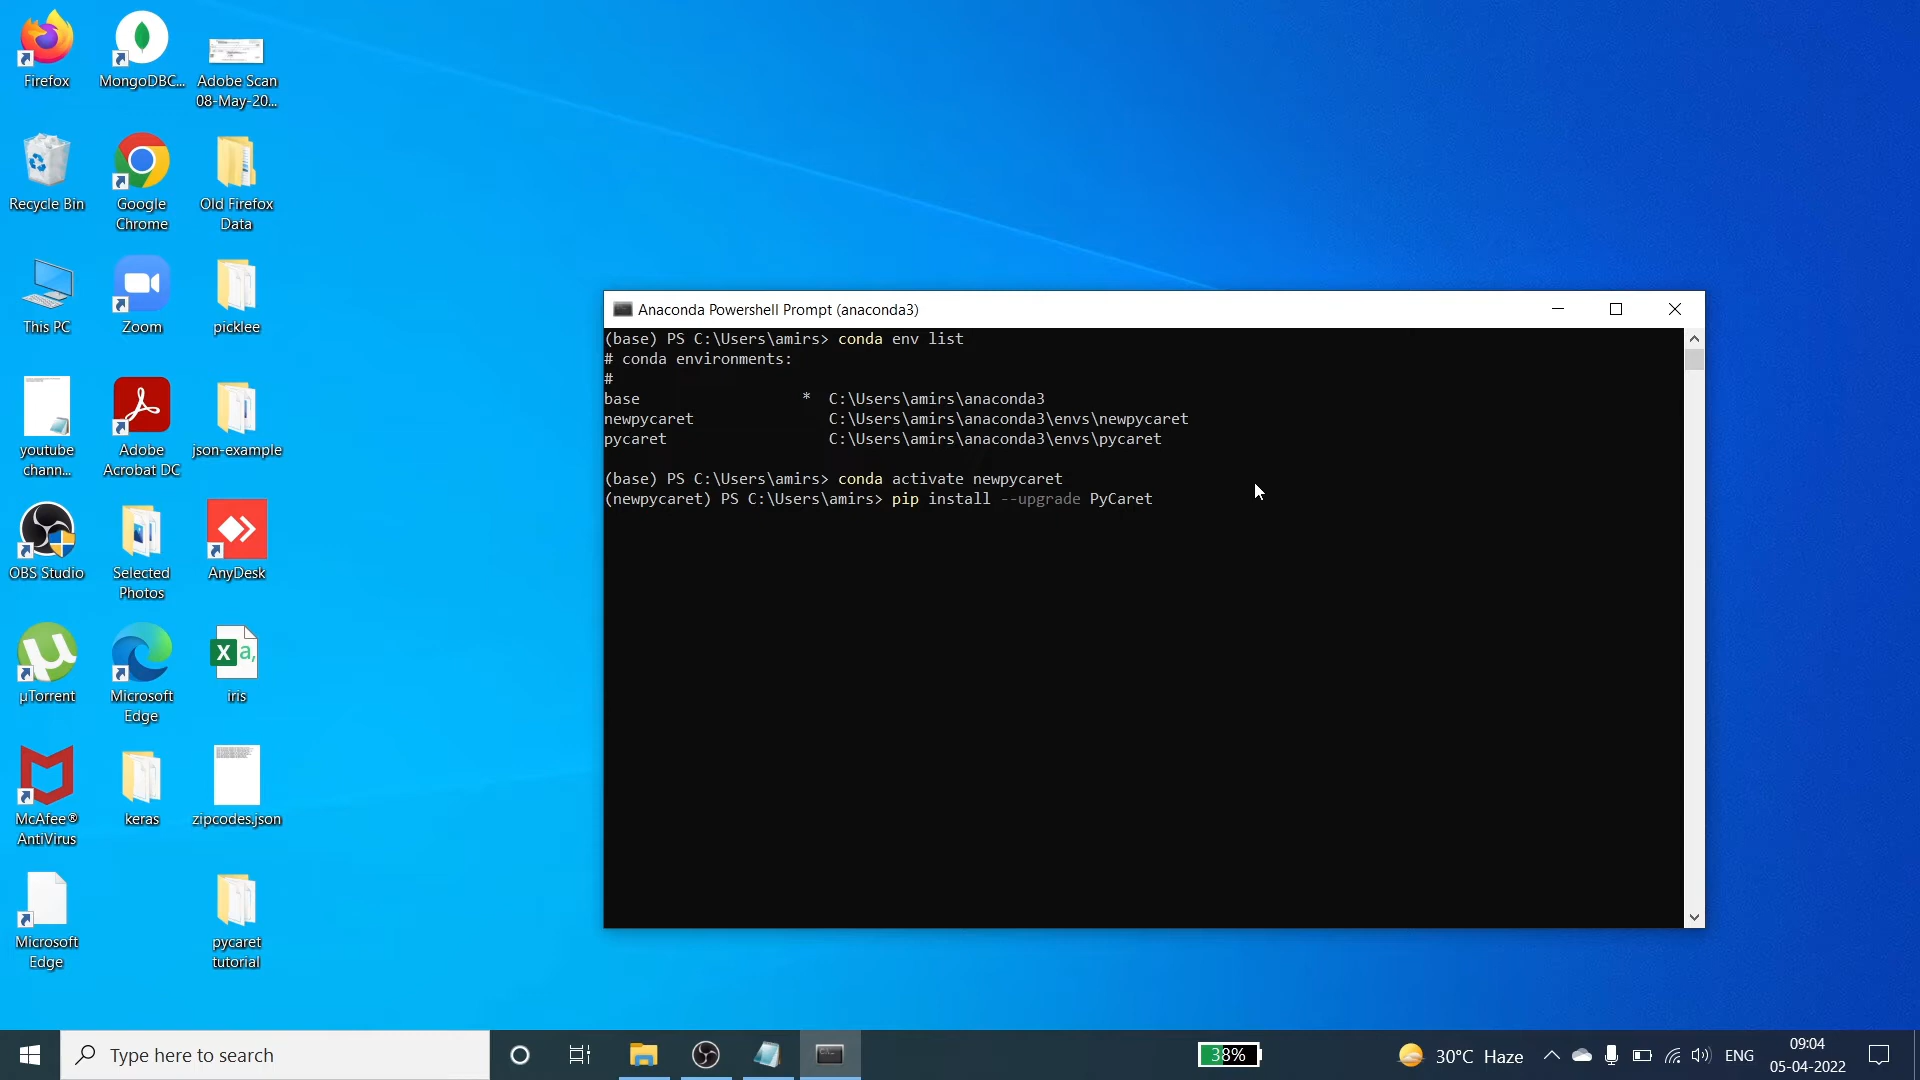 Firefox
MongoDBC...
Adobe Scan
08-May-20...
Recycle Bin
Google
Chrome
Old Firefox
Data
This PC
Zoom
picklee
youtube
chann...
Adobe
Acrobat DC
json-example
OBS Studio
Selected
Photos
AnyDesk
µTorrent
Microsoft
Edge
iris
McAfee®
AntiVirus
keras
zipcodes.json
Microsoft
Edge
pycaret
tutorial
Anaconda Powershell Prompt (anaconda3)
(base) PS C:\Users\amirs> conda env list
# conda environments:
#
base                  *  C:\Users\amirs\anaconda3
newpycaret               C:\Users\amirs\anaconda3\envs\newpycaret
pycaret                  C:\Users\amirs\anaconda3\envs\pycaret
(base) PS C:\Users\amirs> conda activate newpycaret
(newpycaret) PS C:\Users\amirs> pip install --upgrade PyCaret
Type here to search
38%
30°C Haze
ENG
09:04
05-04-2022